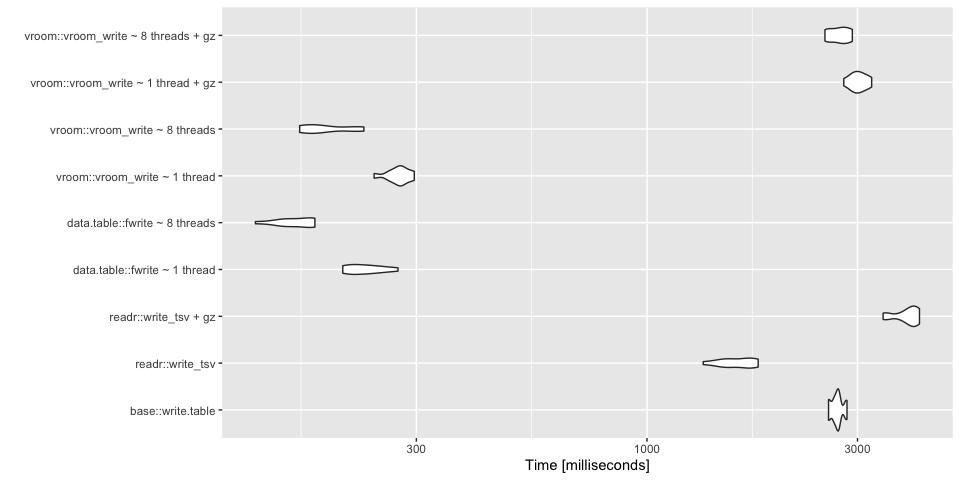 vroom::vroom_write ~ 8 threads + gz
vroom::vroom_write ~ 1 thread + gz
vroom::vroom_write ~ 8 threads
vroom::vroom_write ~ 1 thread
data.table::fwrite ~ 8 threads
data.table::fwrite ~ 1 thread
readr::write_tsv + gz
readr::write_tsv
base::write.table
300 1000 3000
Time [milliseconds]